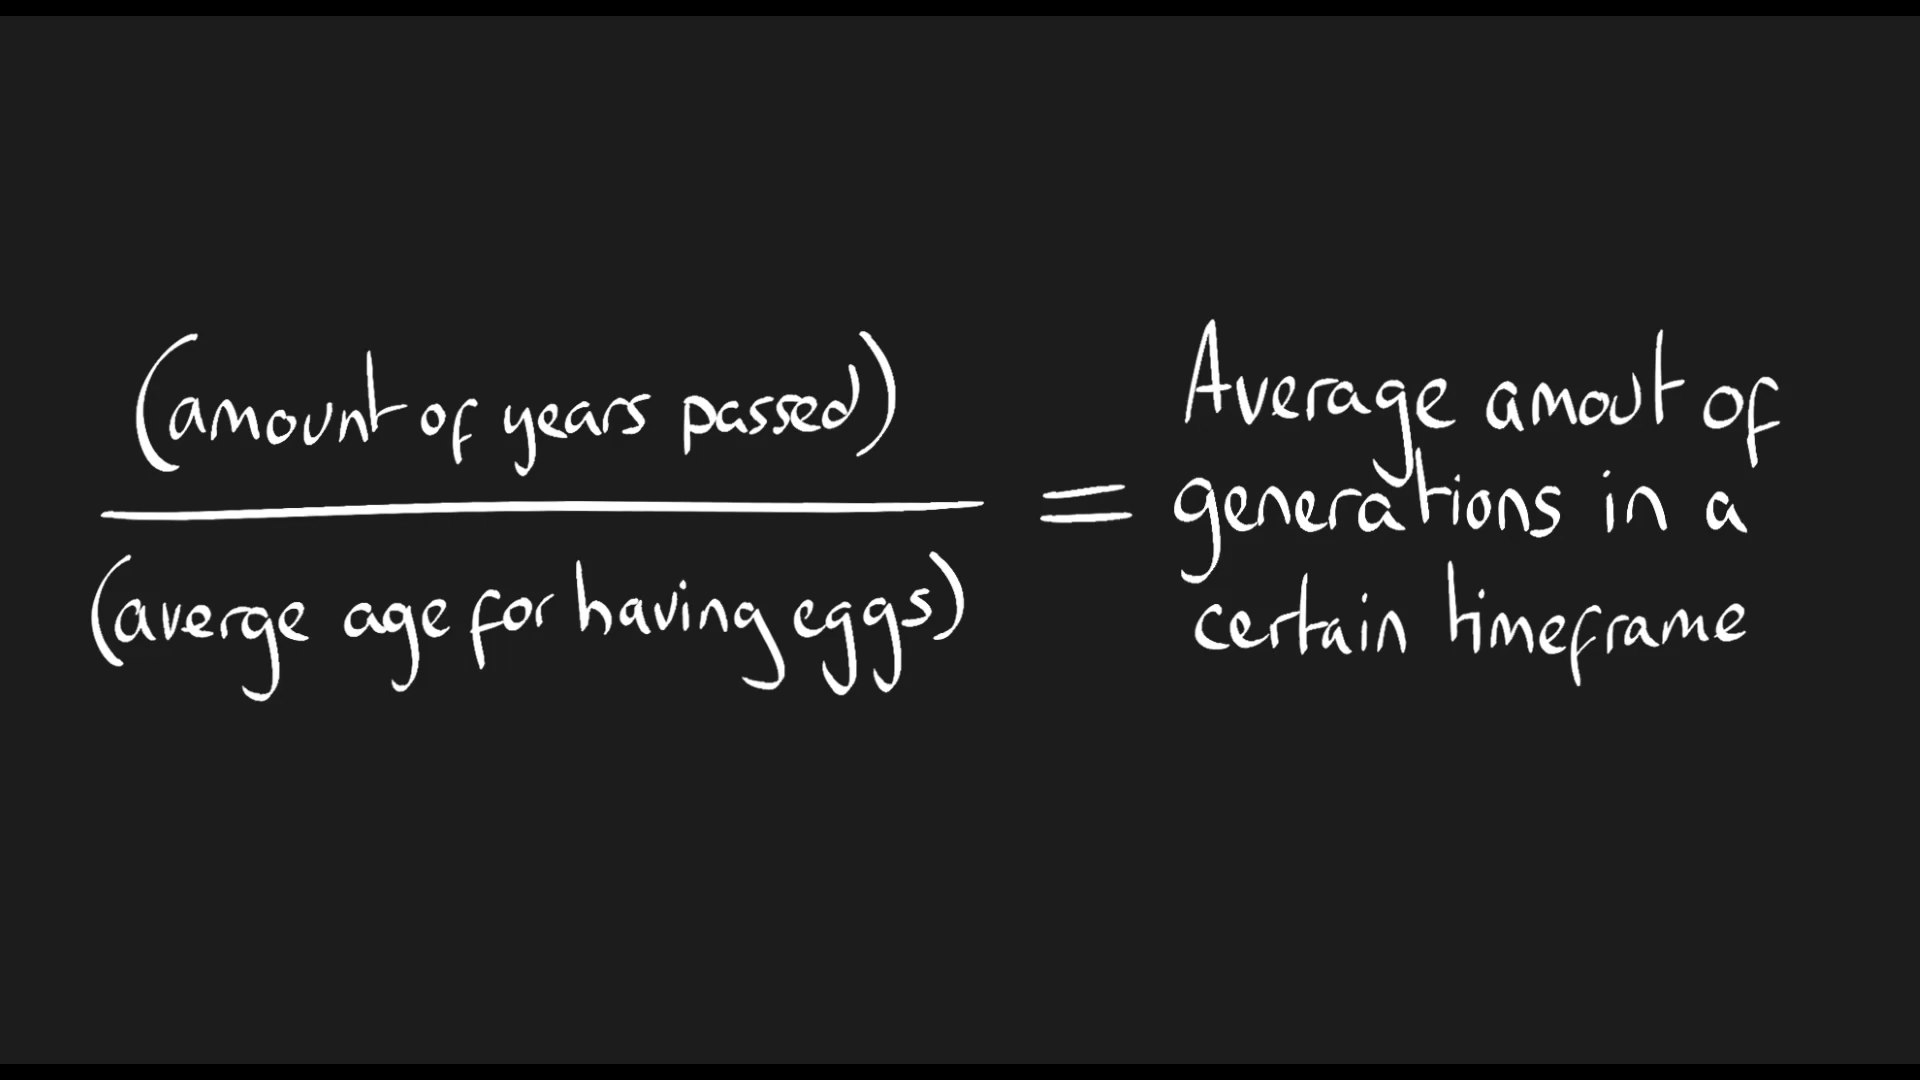 (amount of years passed)
(averge age for having eggs)
=
Average amout of
generations in a
certain timeframe